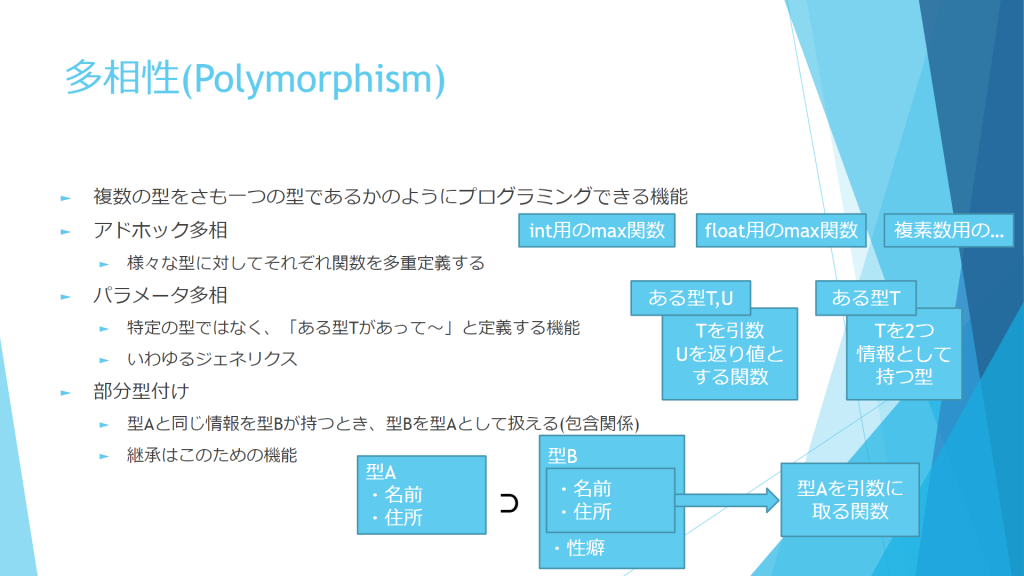 多相性(Polymorphism)
► 複数の型をさも一つの型であるかのようにプログラミングできる機能
► アドホック多相
int用のmax関数
float用のmax関数
複素数用の…
► 様々な型に対してそれぞれ関数を多重定義する
► パラメータ多相
► 特定の型ではなく、「ある型Tがあって～」と定義する機能
► いわゆるジェネリクス
ある型T,U
Tを引数
Uを返り値と
する関数
ある型T
Tを2つ
情報として
持つ型
► 部分型付け
► 型Aと同じ情報を型Bが持つとき、型Bを型Aとして扱える(包含関係)
► 継承はこのための機能
型A
・名前
・住所
⊃
型B
・名前
・住所
・性癖
型Aを引数に
取る関数